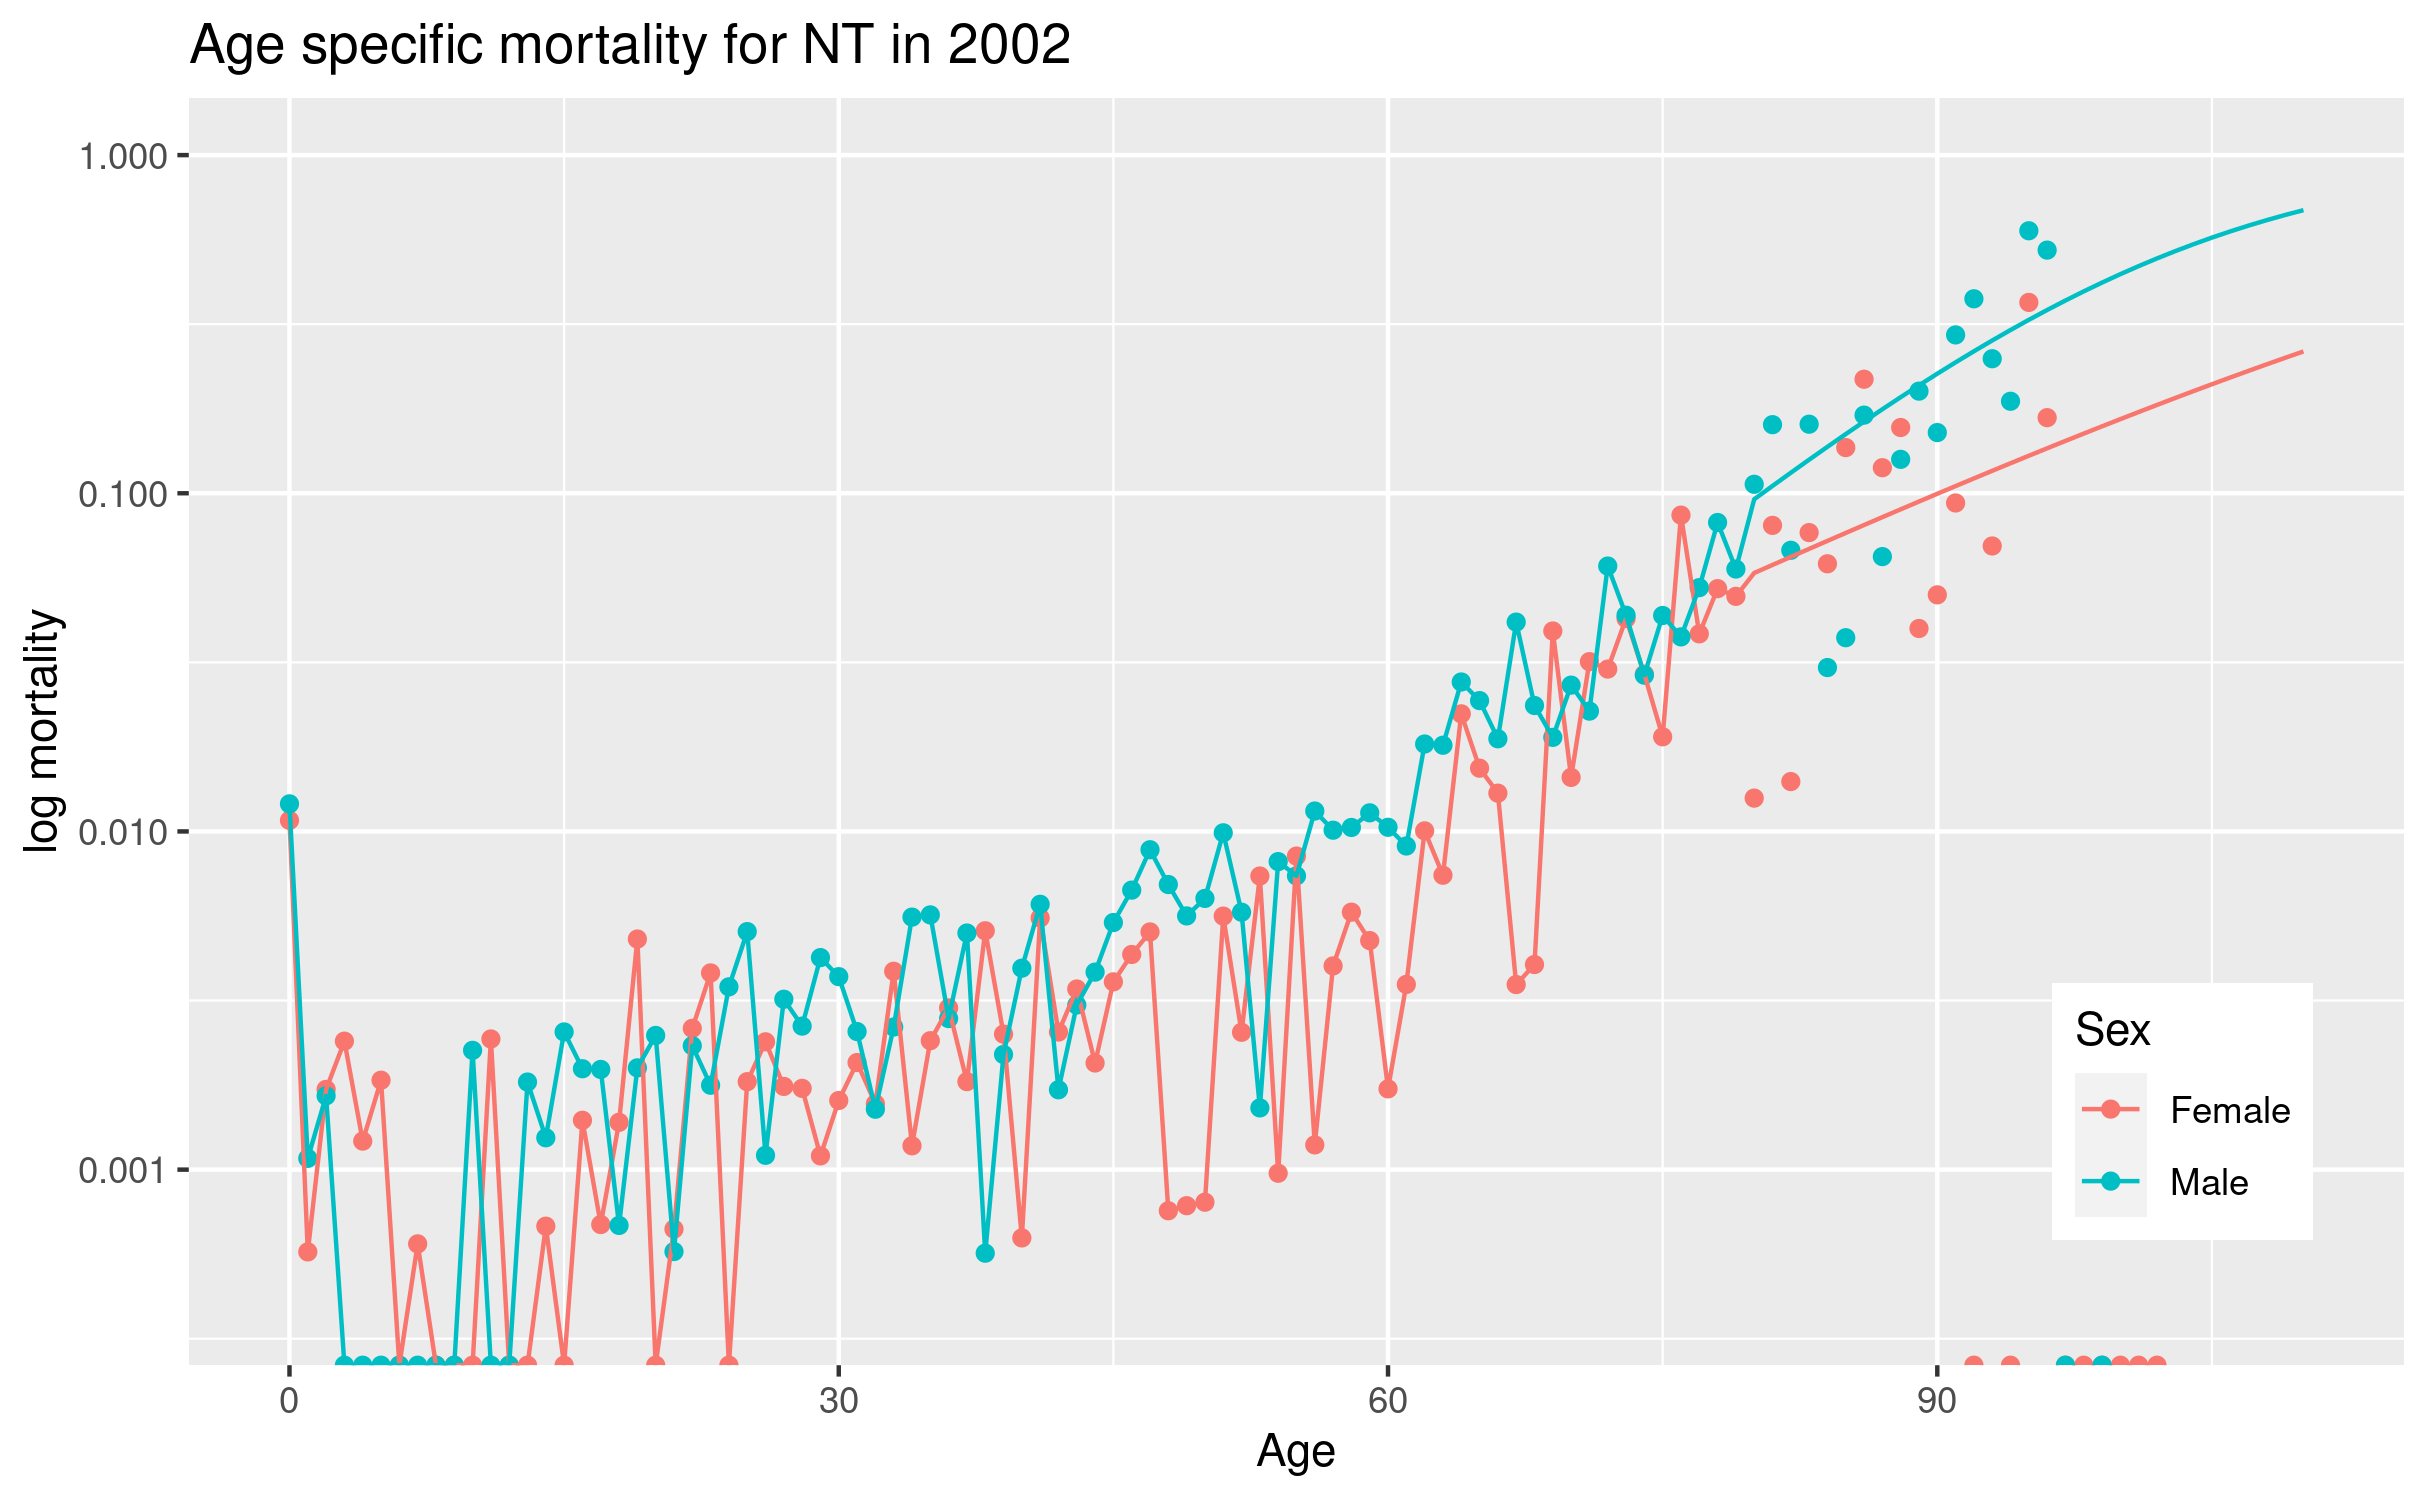 Age specific mortality for NT in 2002
1.000
0.100
0.010
0.001
log mortality
0
30
60
90
Age
Sex
Female
Male